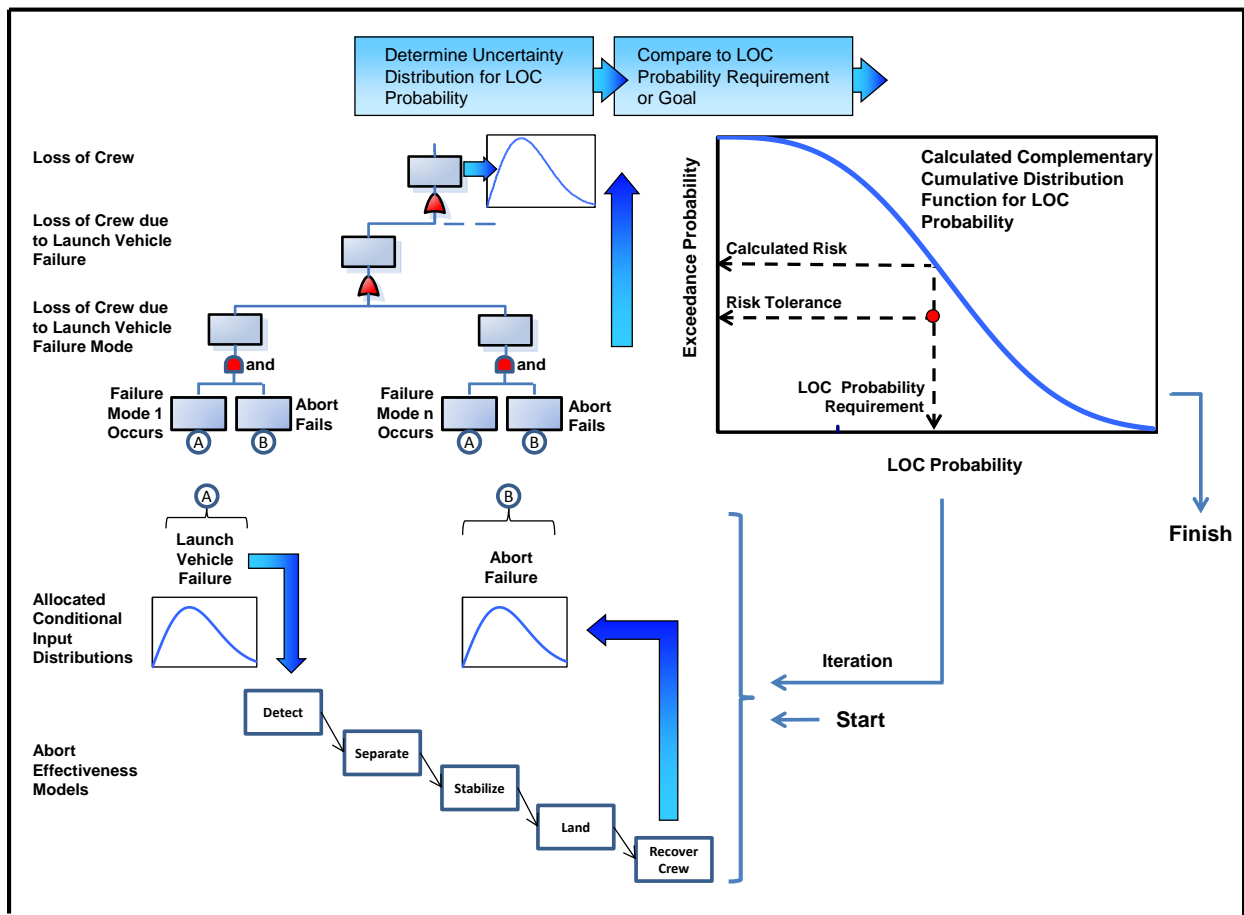 Determine Uncertainty
Distribution for LOC
Probability
Compare to LOC
Probability Requirement
or Goal
Loss of Crew
Loss of Crew due
to Launch Vehicle
Failure
Loss of Crew due
to Launch Vehicle
Failure Mode
and
and
Failure
Mode 1
Occurs
Abort
Fails
Failure
Mode n
Occurs
Abort
Fails
A
B
A
B
Calculated Complementary
Cumulative Distribution
Function for LOC
Probability
Exceedance Probability
Calculated Risk
Risk Tolerance
LOC Probability
Requirement
LOC Probability
Finish
A
B
Launch
Vehicle
Failure
Abort
Failure
Allocated
Conditional
Input
Distributions
Iteration
Start
Abort
Effectiveness
Models
Detect
Separate
Stabilize
Land
Recover
Crew